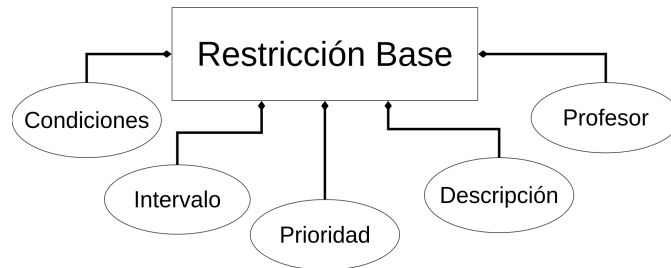 Restricción Base
Condiciones
Profesor
Intervalo
Descripción
Prioridad